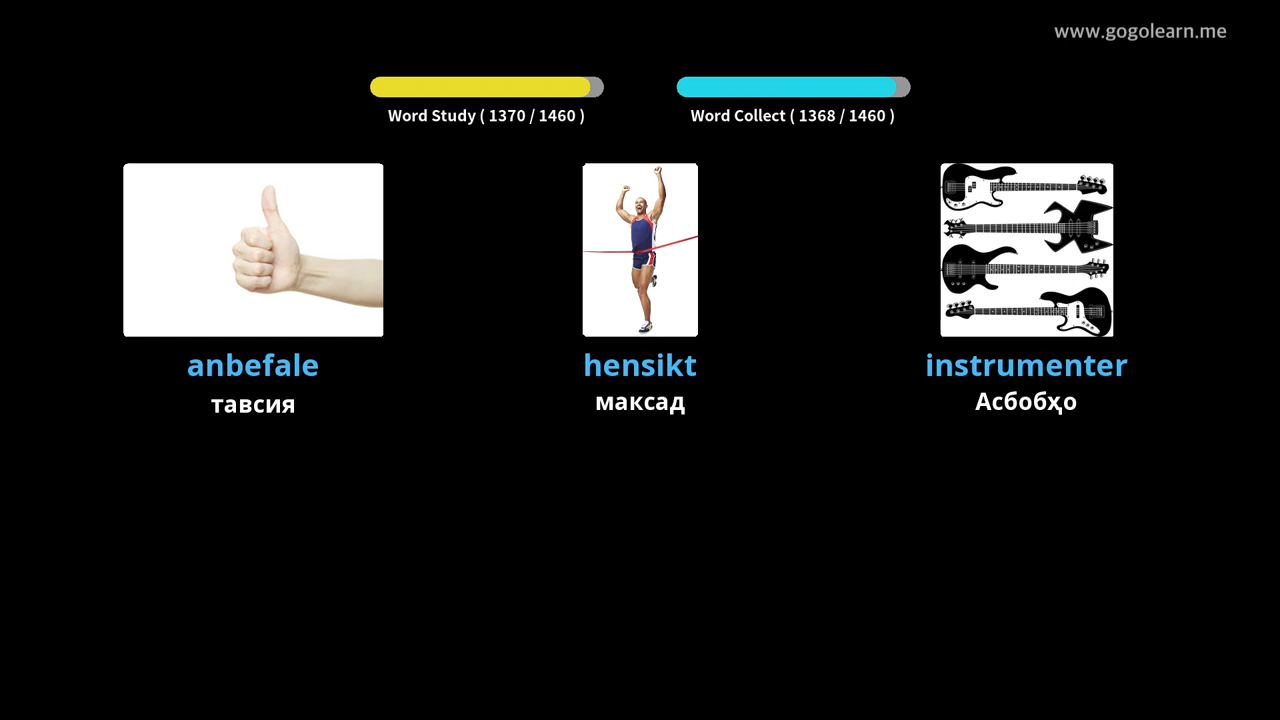 www.gogolearn.me
Word Study ( 1370 / 1460 )
Word Collect ( 1368 / 1460 )
anbefale
hensikt
instrumenter
тавсия
максад
Асбобҳо